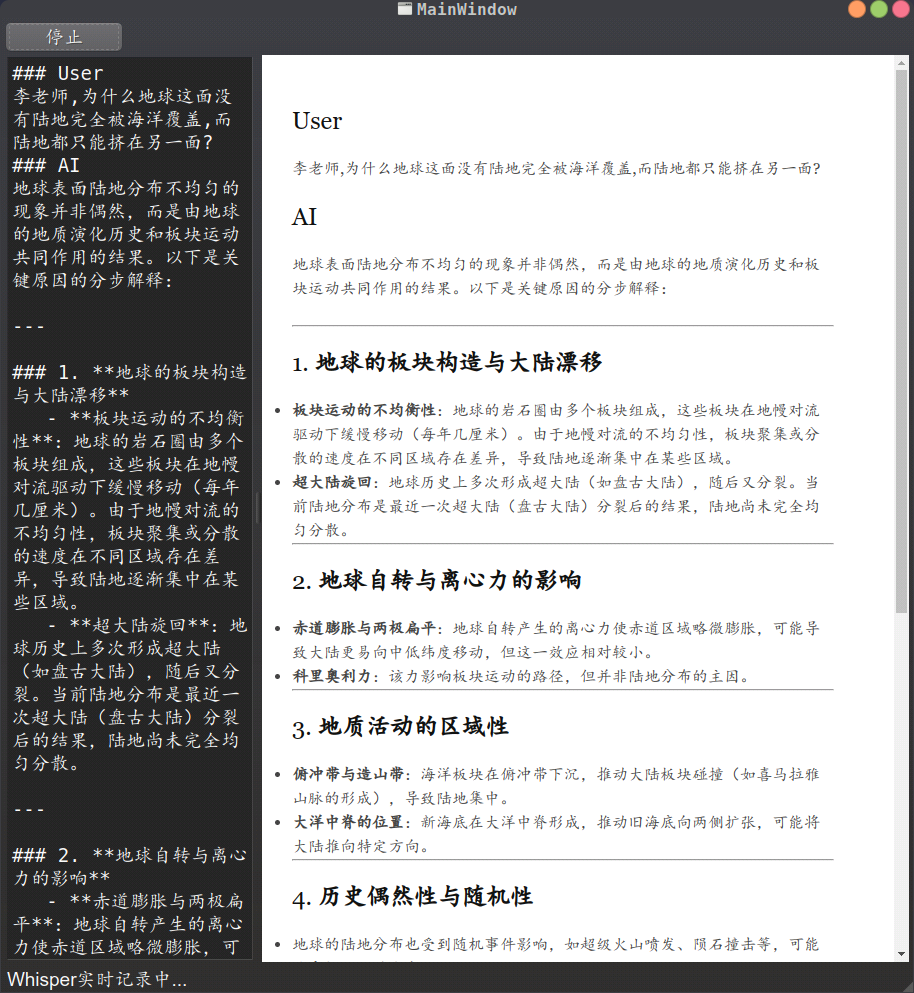 MainWindow
停止
### User
李老师,为什么地球这面没
有陆地完全被海洋覆盖,而
陆地都只能挤在另一面?
### AI
地球表面陆地分布不均匀的
现象并非偶然，而是由地球
的地质演化历史和板块运动
共同作用的结果。以下是关
键原因的分步解释：
---
### 1. **地球的板块构造
与大陆漂移**
- **板块运动的不均衡
性**：地球的岩石圈由多个
板块组成，这些板块在地幔
对流驱动下缓慢移动（每年
几厘米）。由于地幔对流的
不均匀性，板块聚集或分散
的速度在不同区域存在差
异，导致陆地逐渐集中在某
些区域。
- **超大陆旋回**：地
球历史上多次形成超大陆
（如盘古大陆），随后又分
裂。当前陆地分布是最近一
次超大陆（盘古大陆）分裂
后的结果，陆地尚未完全均
匀分散。
---
### 2. **地球自转与离心
力的影响**
- **赤道膨胀与两极扁
平**：地球自转产生的离心
力使赤道区域略微膨胀，可
User
李老师,为什么地球这面没有陆地完全被海洋覆盖,而陆地都只能挤在另一面?
AI
地球表面陆地分布不均匀的现象并非偶然，而是由地球的地质演化历史和板
块运动共同作用的结果。以下是关键原因的分步解释：
1. 地球的板块构造与大陆漂移
• 板块运动的不均衡性：地球的岩石圈由多个板块组成，这些板块在地幔对流
驱动下缓慢移动（每年几厘米）。由于地幔对流的不均匀性，板块聚集或分
散的速度在不同区域存在差异，导致陆地逐渐集中在某些区域。
• 超大陆旋回：地球历史上多次形成超大陆（如盘古大陆），随后又分裂。当
前陆地分布是最近一次超大陆（盘古大陆）分裂后的结果，陆地尚未完全均
匀分散。
2. 地球自转与离心力的影响
• 赤道膨胀与两极扁平：地球自转产生的离心力使赤道区域略微膨胀，可能导
致大陆更易向中低纬度移动，但这一效应相对较小。
• 科里奥利力：该力影响板块运动的路径，但并非陆地分布的主因。
3. 地质活动的区域性
• 俯冲带与造山带：海洋板块在俯冲带下沉，推动大陆板块碰撞（如喜马拉雅
山脉的形成），导致陆地集中。
• 大洋中脊的位置：新海底在大洋中脊形成，推动旧海底向两侧扩张，可能将
大陆推向特定方向。
4. 历史偶然性与随机性
• 地球的陆地分布也受到随机事件影响，如超级火山喷发、陨石撞击等，可能
Whisper实时记录中...